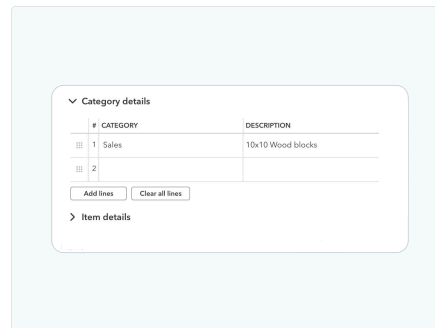 Category details
# CATEGORY DESCRIPTION
1 Sales 10x10 Wood blocks
2
Add lines Clear all lines
Item details